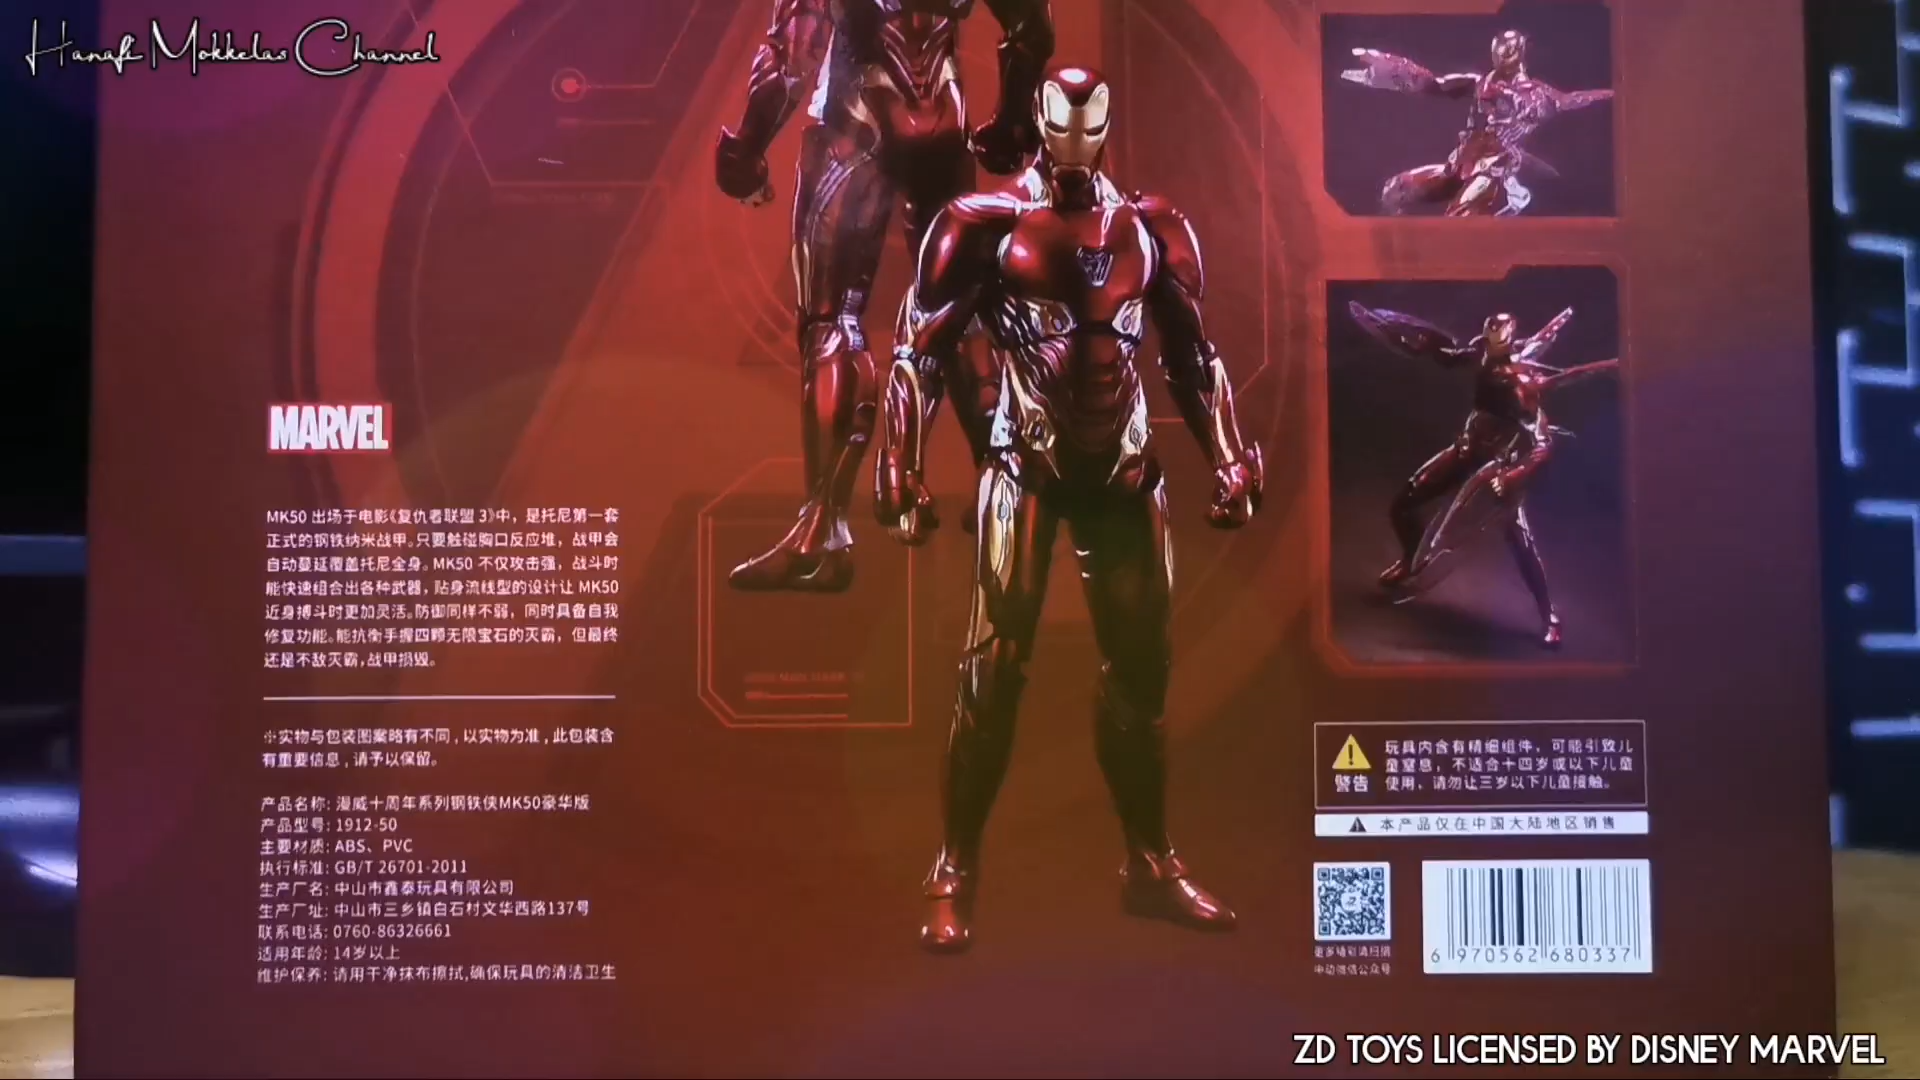 Hanafi Mokkelas Channel
MARVEL
MK50 出场于电影《复仇者联盟 3》中，是托尼第一套
正式的钢铁纳米战甲。只要触碰胸口反应堆，战甲会
自动蔓延覆盖托尼全身。MK50 不仅攻击强，战斗时
能快速组合出各种武器，贴身流线型的设计让 MK50
近身搏斗时更加灵活。防御同样不弱，同时具备自我
修复功能。能抗衡手握四颗无限宝石的灭霸，但最终
还是不敌灭霸，战甲损毁。
※实物与包装图案略有不同，以实物为准，此包装含
有重要信息，请予以保留。
产品名称: 漫威十周年系列钢铁侠MK50豪华版
产品型号: 1912-50
主要材质: ABS、PVC
执行标准: GB/T 26701-2011
生产厂名: 中山市鑫泰玩具有限公司
生产厂址: 中山市三乡镇白石村文华西路137号
联系电话: 0760-86326661
适用年龄: 14岁以上
维护保养: 请用干净抹布擦拭,确保玩具的清洁卫生
警告
玩具内含有精细组件，可能引致儿
童窒息，不适合十四岁或以下儿童
使用，请勿让三岁以下儿童接触。
本产品仅在中国大陆地区销售
更多精彩请扫描
中动微信公众号
6 970562 680337
ZD TOYS LICENSED BY DISNEY MARVEL